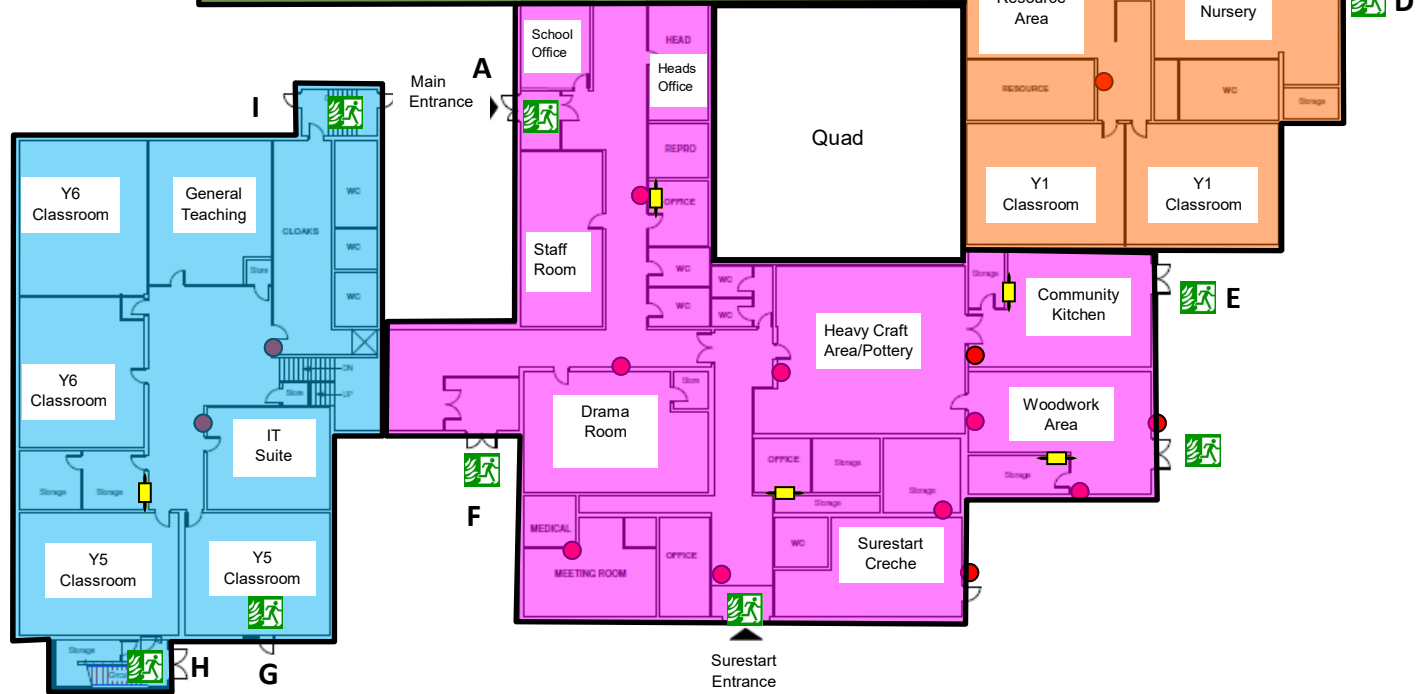 Resource
Area
Nursery
D
School
Office
HEAD
Heads
Office
A
Main
Entrance
I
RESOURCE
WC
Storage
Quad
REPRO
Y6
Classroom
General
Teaching
WC
OFFICE
Y1
Classroom
Y1
Classroom
CLOAKS
WC
Store
Staff
Room
WC
WC
WC
WC
WC
Storage
Community
Kitchen
E
Heavy Craft
Area/Pottery
DN
UP
Store
Y6
Classroom
Store
Drama
Room
Woodwork
Area
IT
Suite
OFFICE
Storage
Storage
Storage
Storage
Storage
Storage
F
MEDICAL
MEETING ROOM
OFFICE
WC
Surestart
Creche
Y5
Classroom
Y5
Classroom
Storage
H
G
Surestart
Entrance